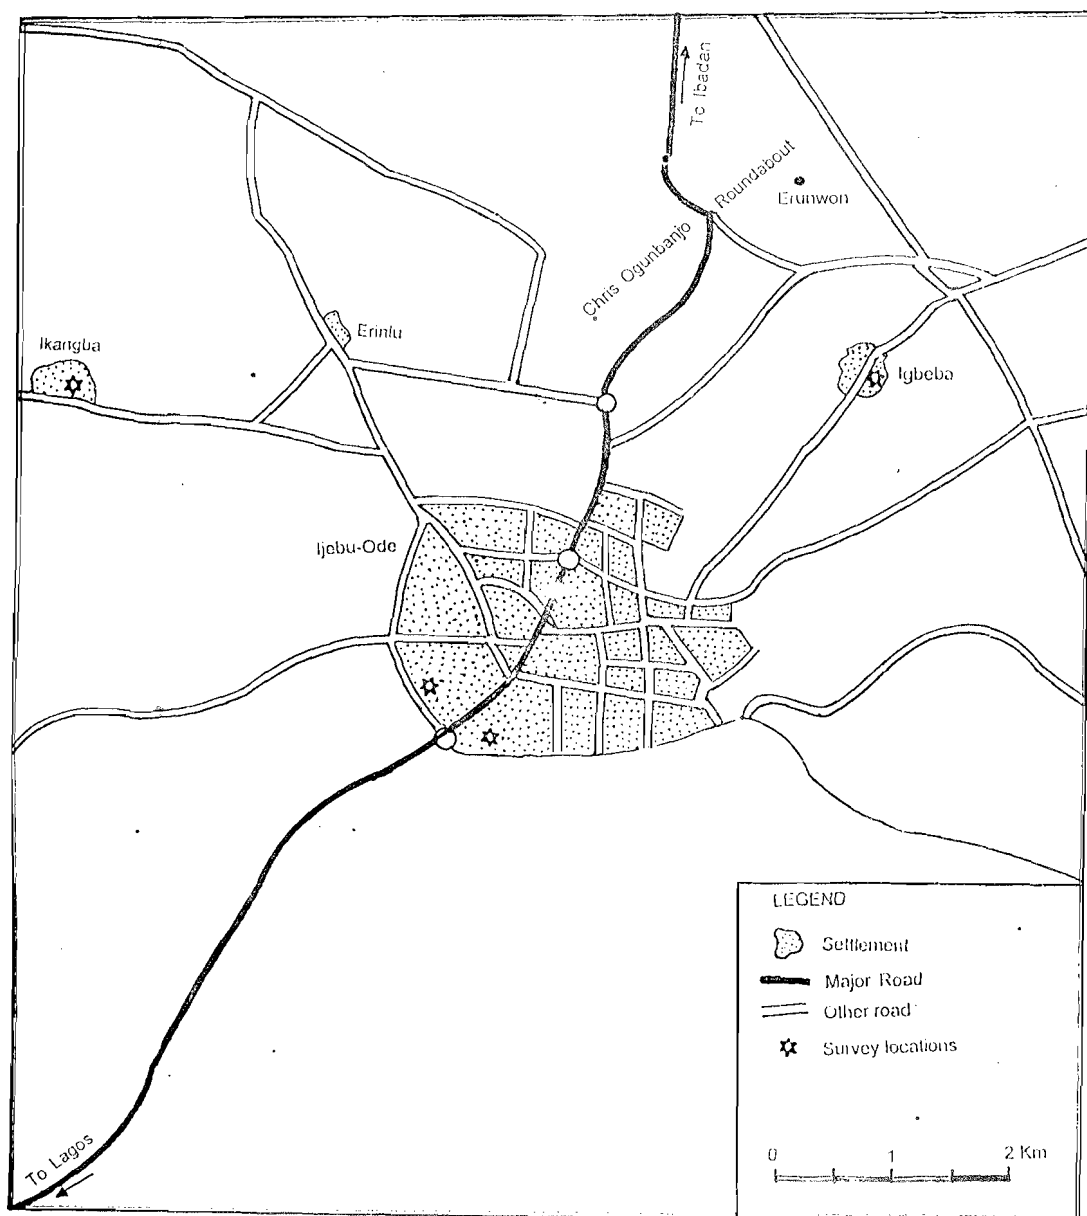 To Ibadan
Roundabout
Erunwon
Chris Ogunbanjo
Erinlu
Ikangba
Igbeba
Ijebu-Ode
LEGEND
Settlement
Major Road
Other road
Survey locations
0 1 2 Km
To Lagos